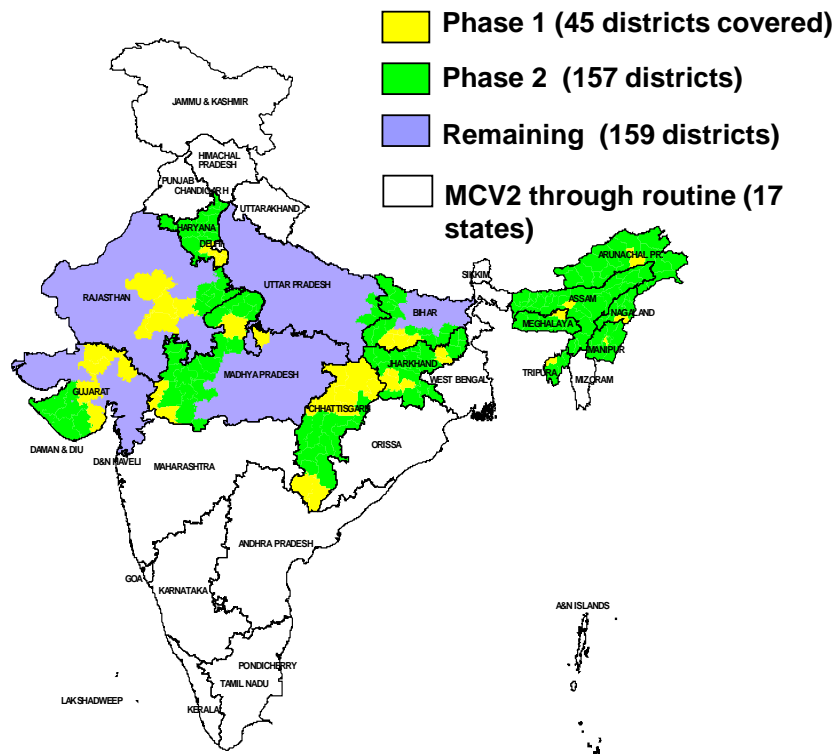 Phase 1 (45 districts covered)
Phase 2 (157 districts)
Remaining (159 districts)
MCV2 through routine (17
states)
JAMMU & KASHMIR
HIMACHAL
PRADESH
PUNJAB
CHANDIGARH
UTTARAKHAND
HARYANA
DELHI
ARUNACHAL PR.
SIKKIM
RAJASTHAN
UTTAR PRADESH
ASSAM
BIHAR
NAGALAND
MEGHALAYA
MANIPUR
JHARKHAND
TRIPURA
MIZORAM
WEST BENGAL
MADHYA PRADESH
GUJARAT
CHHATTISGARH
ORISSA
DAMAN & DIU
D&N HAVELI
MAHARASHTRA
ANDHRA PRADESH
GOA
KARNATAKA
A&N ISLANDS
PONDICHERRY
TAMIL NADU
LAKSHADWEEP
KERALA